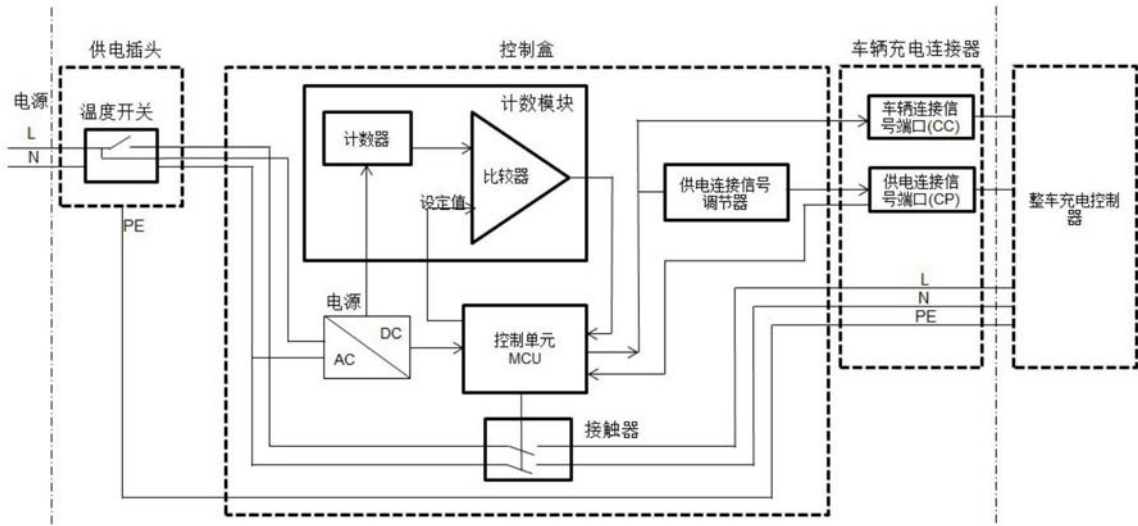 供电插头
控制盒
车辆充电连接器
电源
温度开关
L
N
PE
计数模块
计数器
比较器
设定值
供电连接信号
调节器
车辆连接信
号端口(CC)
供电连接信
号端口(CP)
整车充电控制
器
电源
DC
AC
控制单元
MCU
接触器
L
N
PE